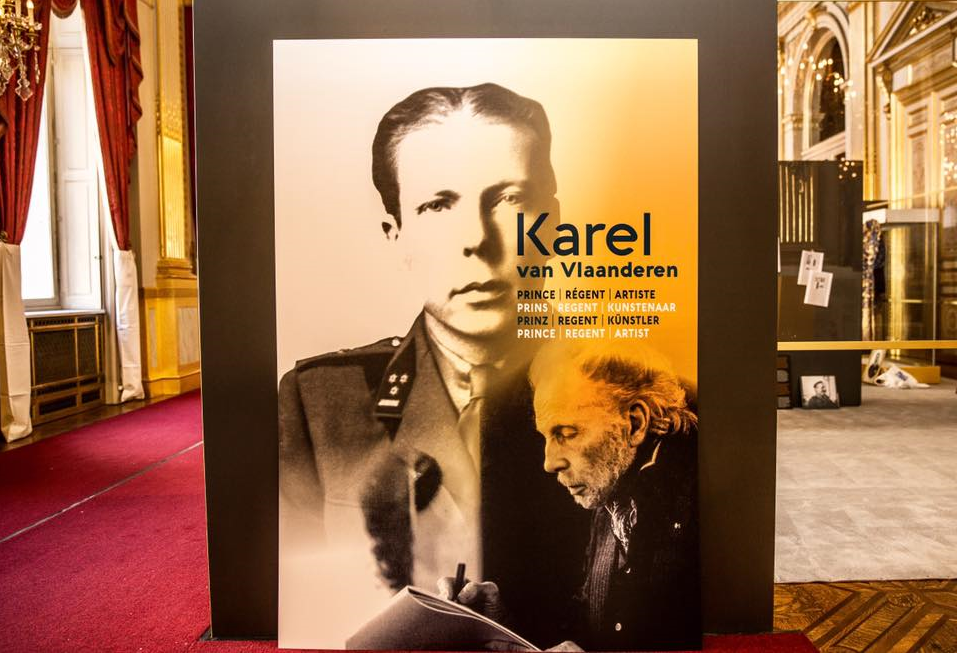 Karel
van Vlaanderen
PRINCE | RÉGENT | ARTISTE
PRINS | REGENT | KUNSTENAAR
PRINZ | REGENT | KÜNSTLER
PRINCE | REGENT | ARTIST